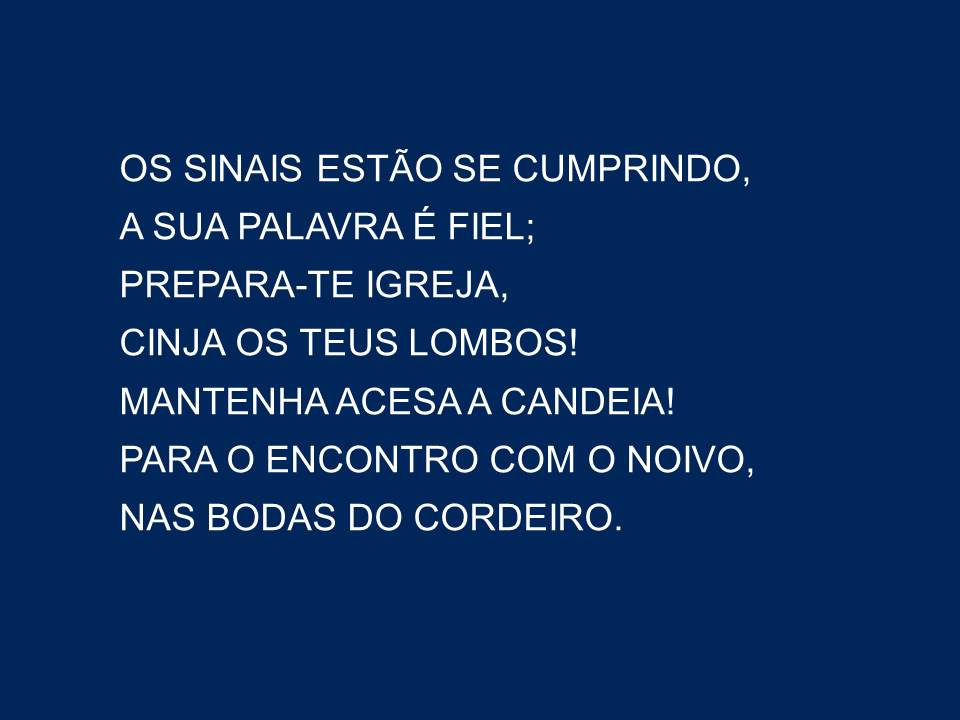 OS SINAIS ESTÃO SE CUMPRINDO,
A SUA PALAVRA É FIEL;
PREPARA-TE IGREJA,
CINJA OS TEUS LOMBOS!
MANTENHA ACESA A CANDEIA!
PARA O ENCONTRO COM O NOIVO,
NAS BODAS DO CORDEIRO.